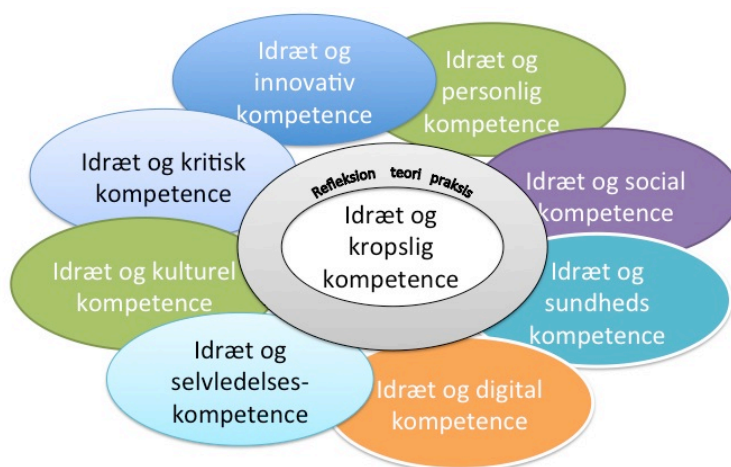 Idræt og
innovativ
kompetence
Idræt og
personlig
kompetence
Idræt og kritisk
kompetence
Refleksion teori praksis
Idræt og social
kompetence
Idræt og
kropslig
kompetence
Idræt og kulturel
kompetence
Idræt og
sundheds
kompetence
Idræt og
selvledelses-
kompetence
Idræt og digital
kompetence